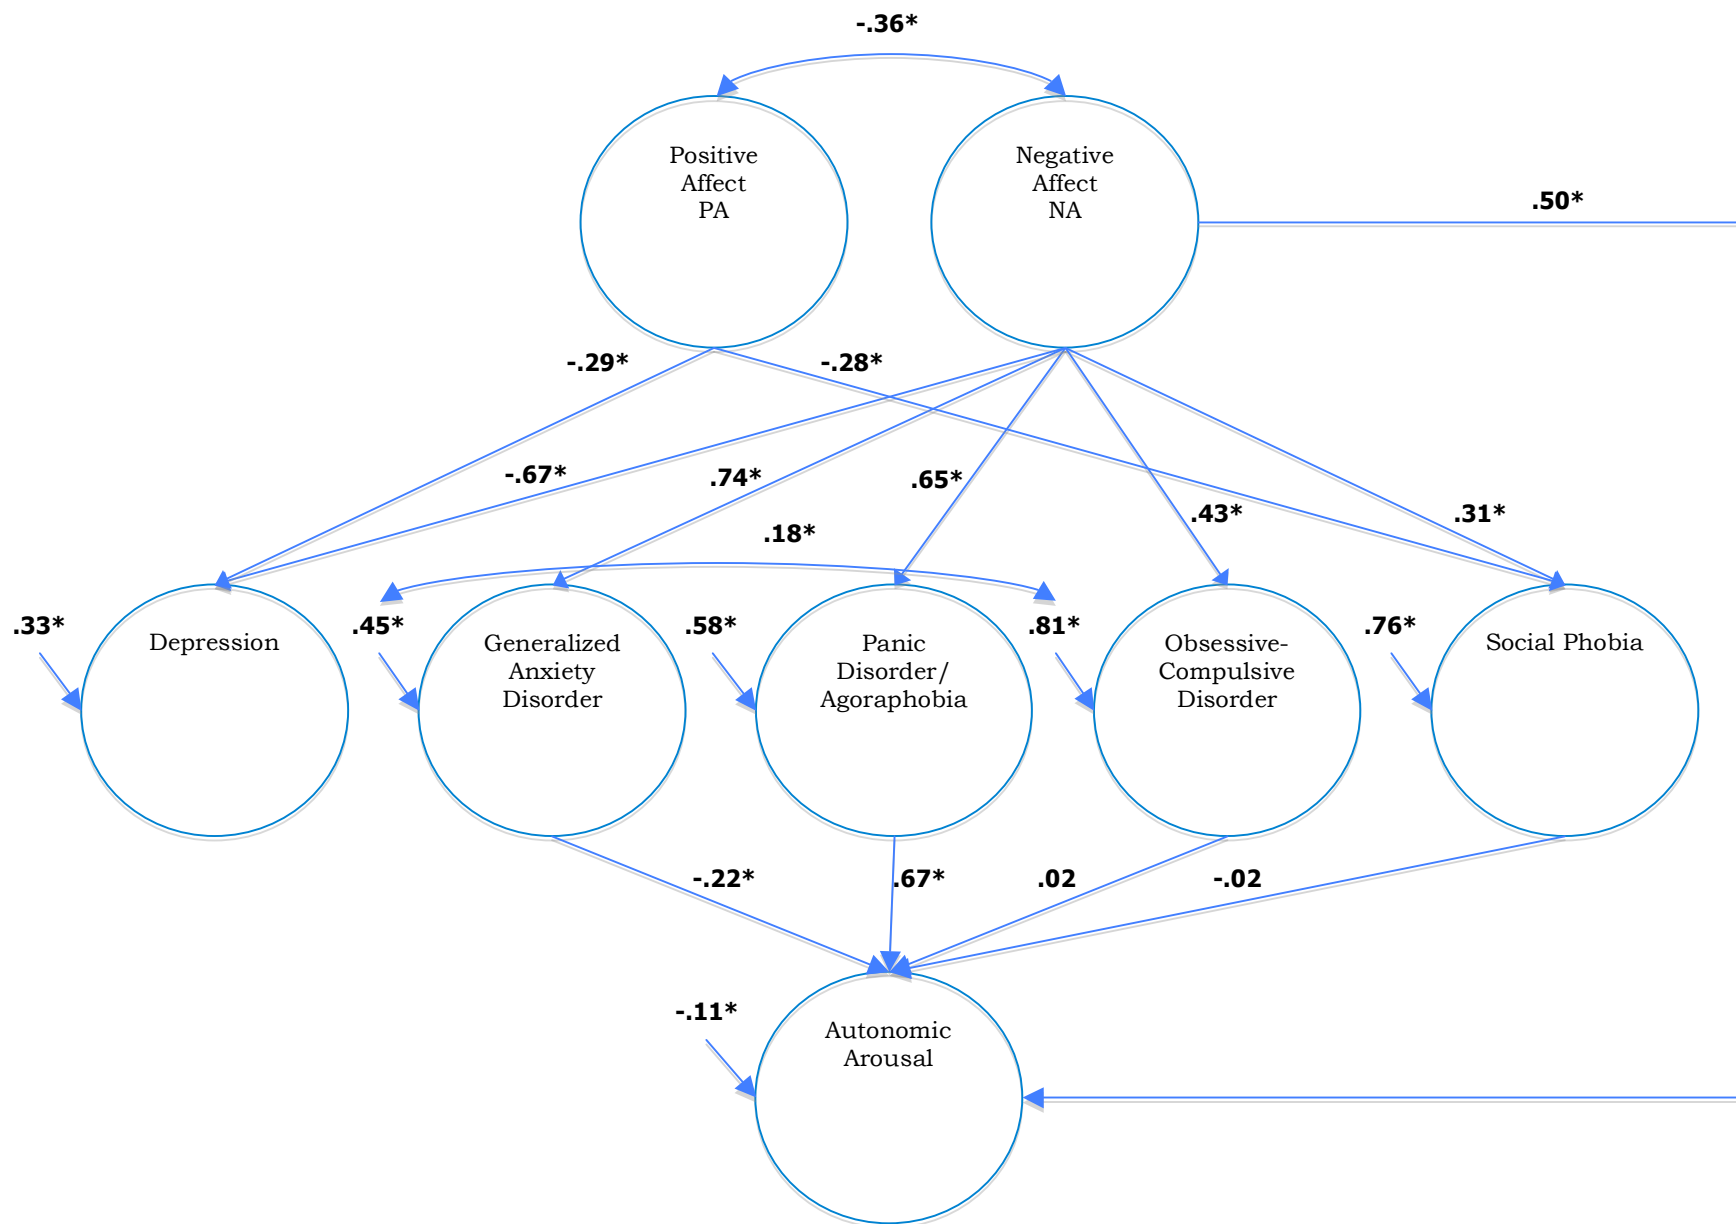 -.36*
Positive
Affect
PA
Negative
Affect
NA
.50*
-.29*
-.28*
-.67*
.74*
.65*
.43*
.31*
.18*
.33*
Depression
.45*
Generalized
Anxiety
Disorder
.58*
Panic
Disorder/
Agoraphobia
.81*
Obsessive-
Compulsive
Disorder
.76*
Social Phobia
-.22*
.67*
.02
-.02
-.11*
Autonomic
Arousal